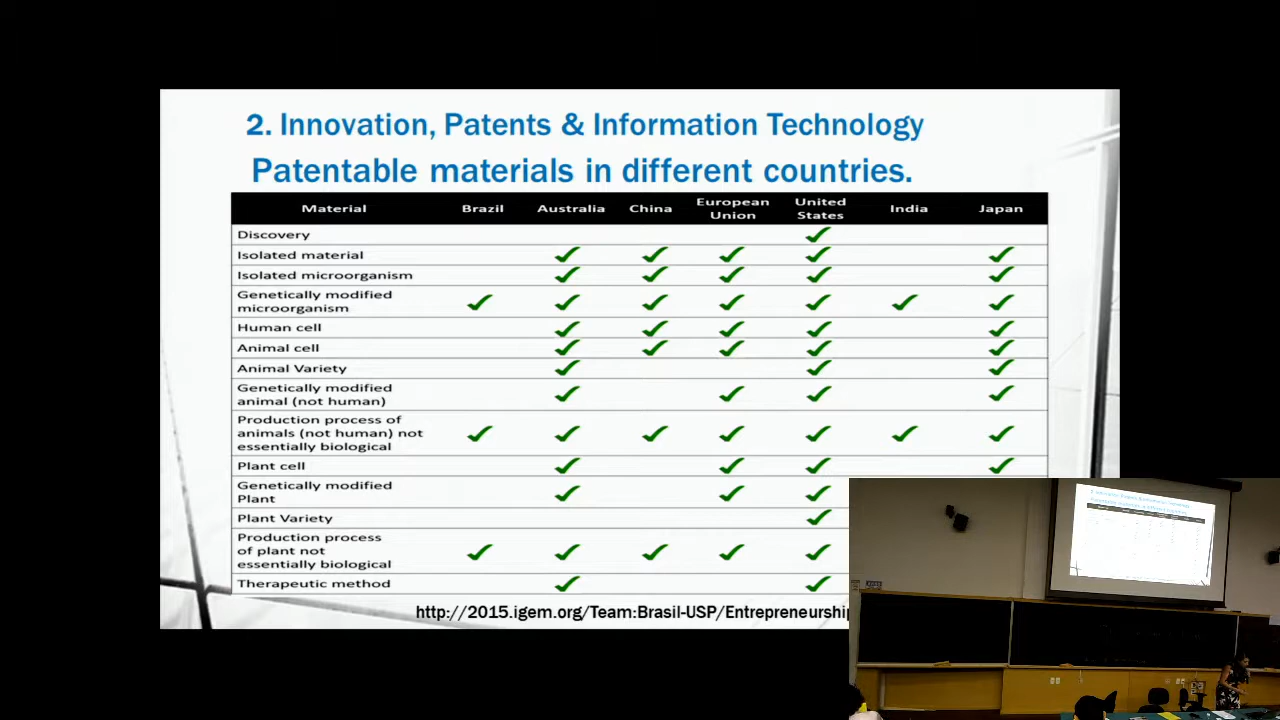 2. Innovation, Patents & Information Technology
Patentable materials in different countries.
Material Brazil Australia China European Union United States India Japan
Discovery
Isolated material
Isolated microorganism
Genetically modified
microorganism
Human cell
Animal cell
Animal Variety
Genetically modified
animal (not human)
Production process of
animals (not human) not
essentially biological
Plant cell
Genetically modified
Plant
Plant Variety
Production process
of plant not
essentially biological
Therapeutic method
http://2015.igem.org/Team:Brasil-USP/Entrepreneurship